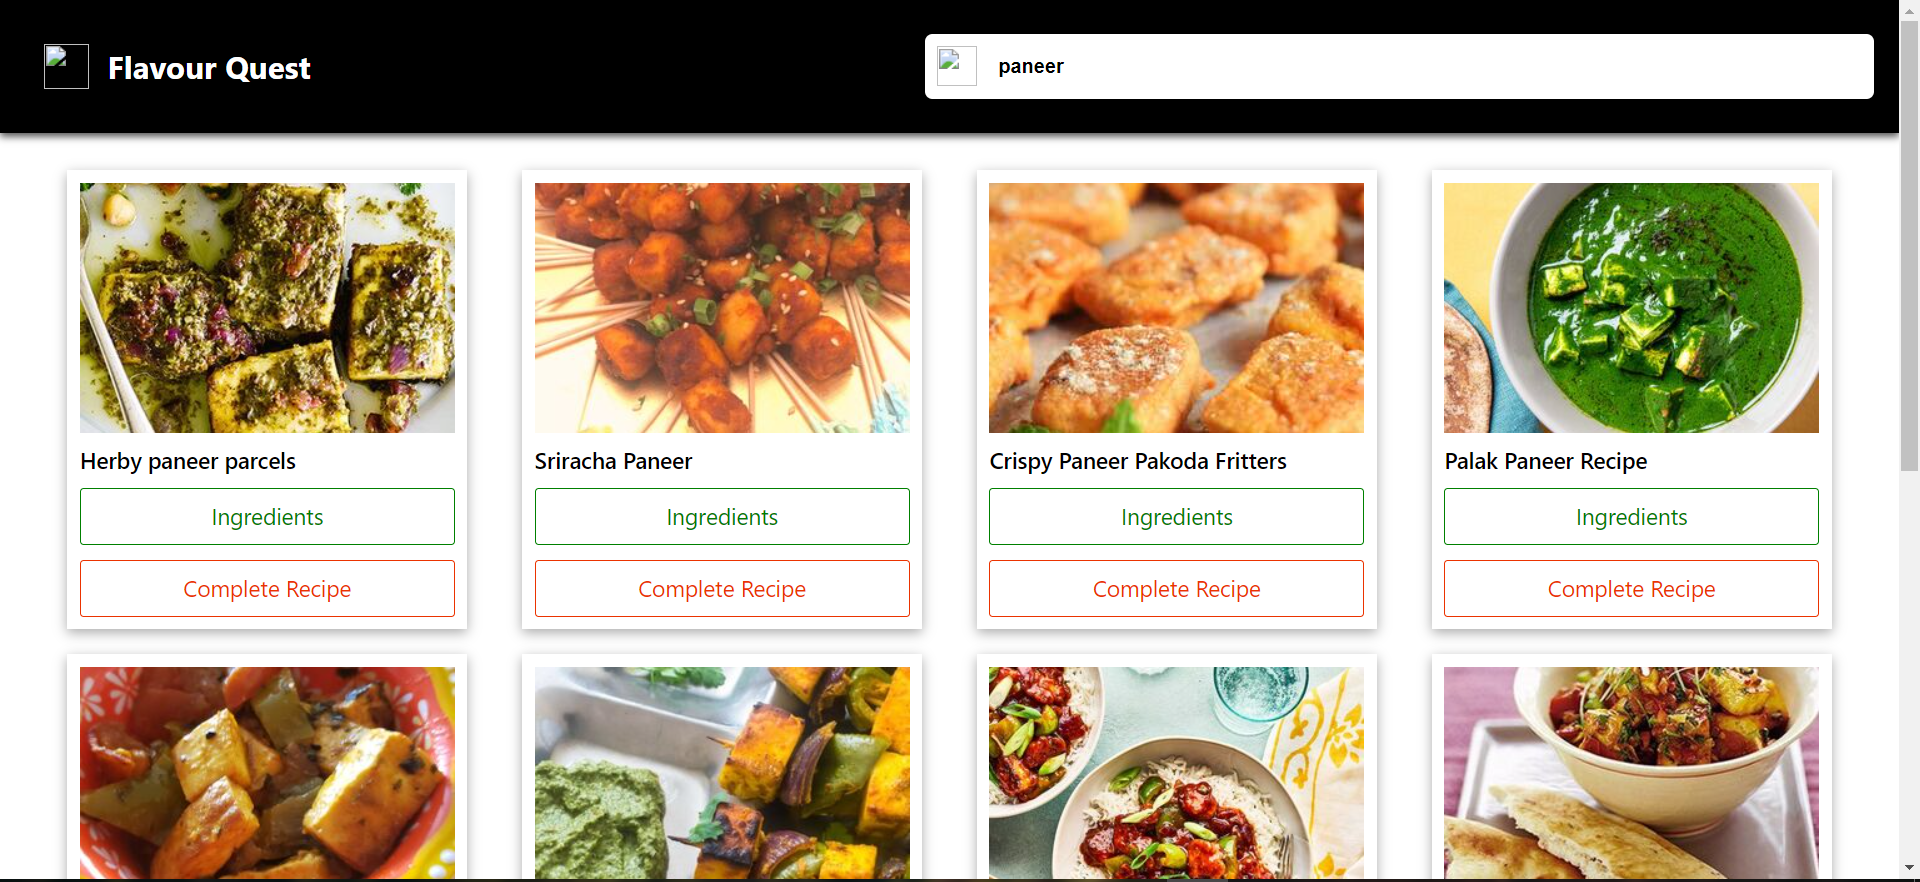 Flavour Quest
paneer
Herby paneer parcels
Sriracha Paneer
Crispy Paneer Pakoda Fritters
Palak Paneer Recipe
Ingredients
Ingredients
Ingredients
Ingredients
Complete Recipe
Complete Recipe
Complete Recipe
Complete Recipe